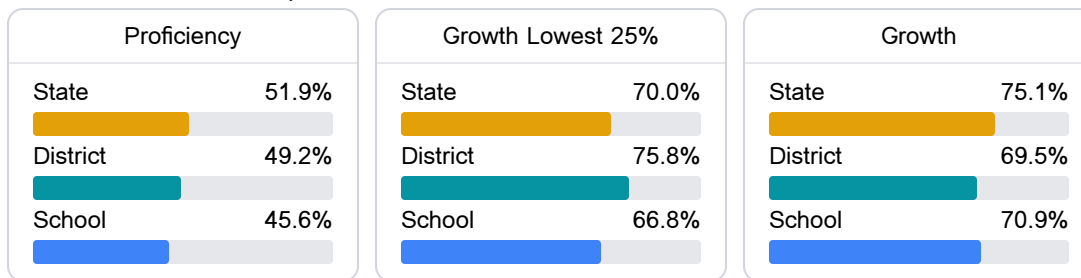 Proficiency
State 51.9%
District 49.2%
School 45.6%
Growth Lowest 25%
State 70.0%
District 75.8%
School 66.8%
Growth
State 75.1%
District 69.5%
School 70.9%